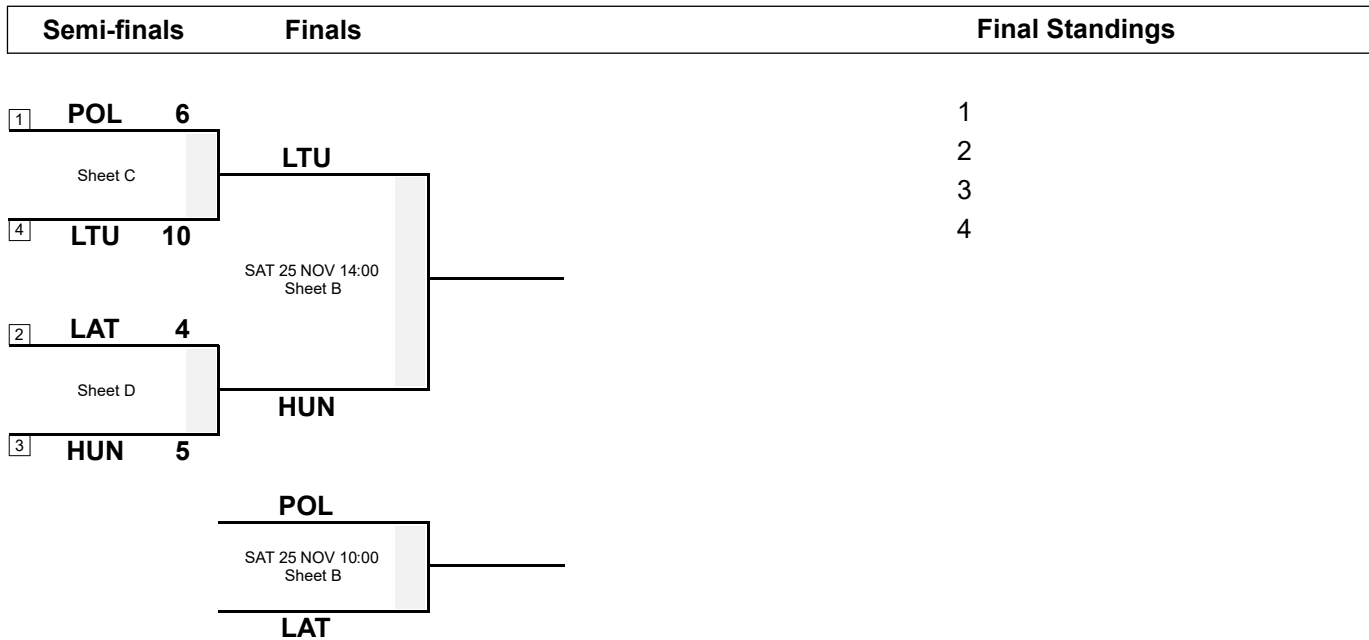 Semi-finals Finals Final Standings
1 POL 6
Sheet C
4 LTU 10
LTU
SAT 25 NOV 14:00
Sheet B
HUN
2 LAT 4
Sheet D
3 HUN 5
POL
SAT 25 NOV 10:00
Sheet B
LAT
1
2
3
4